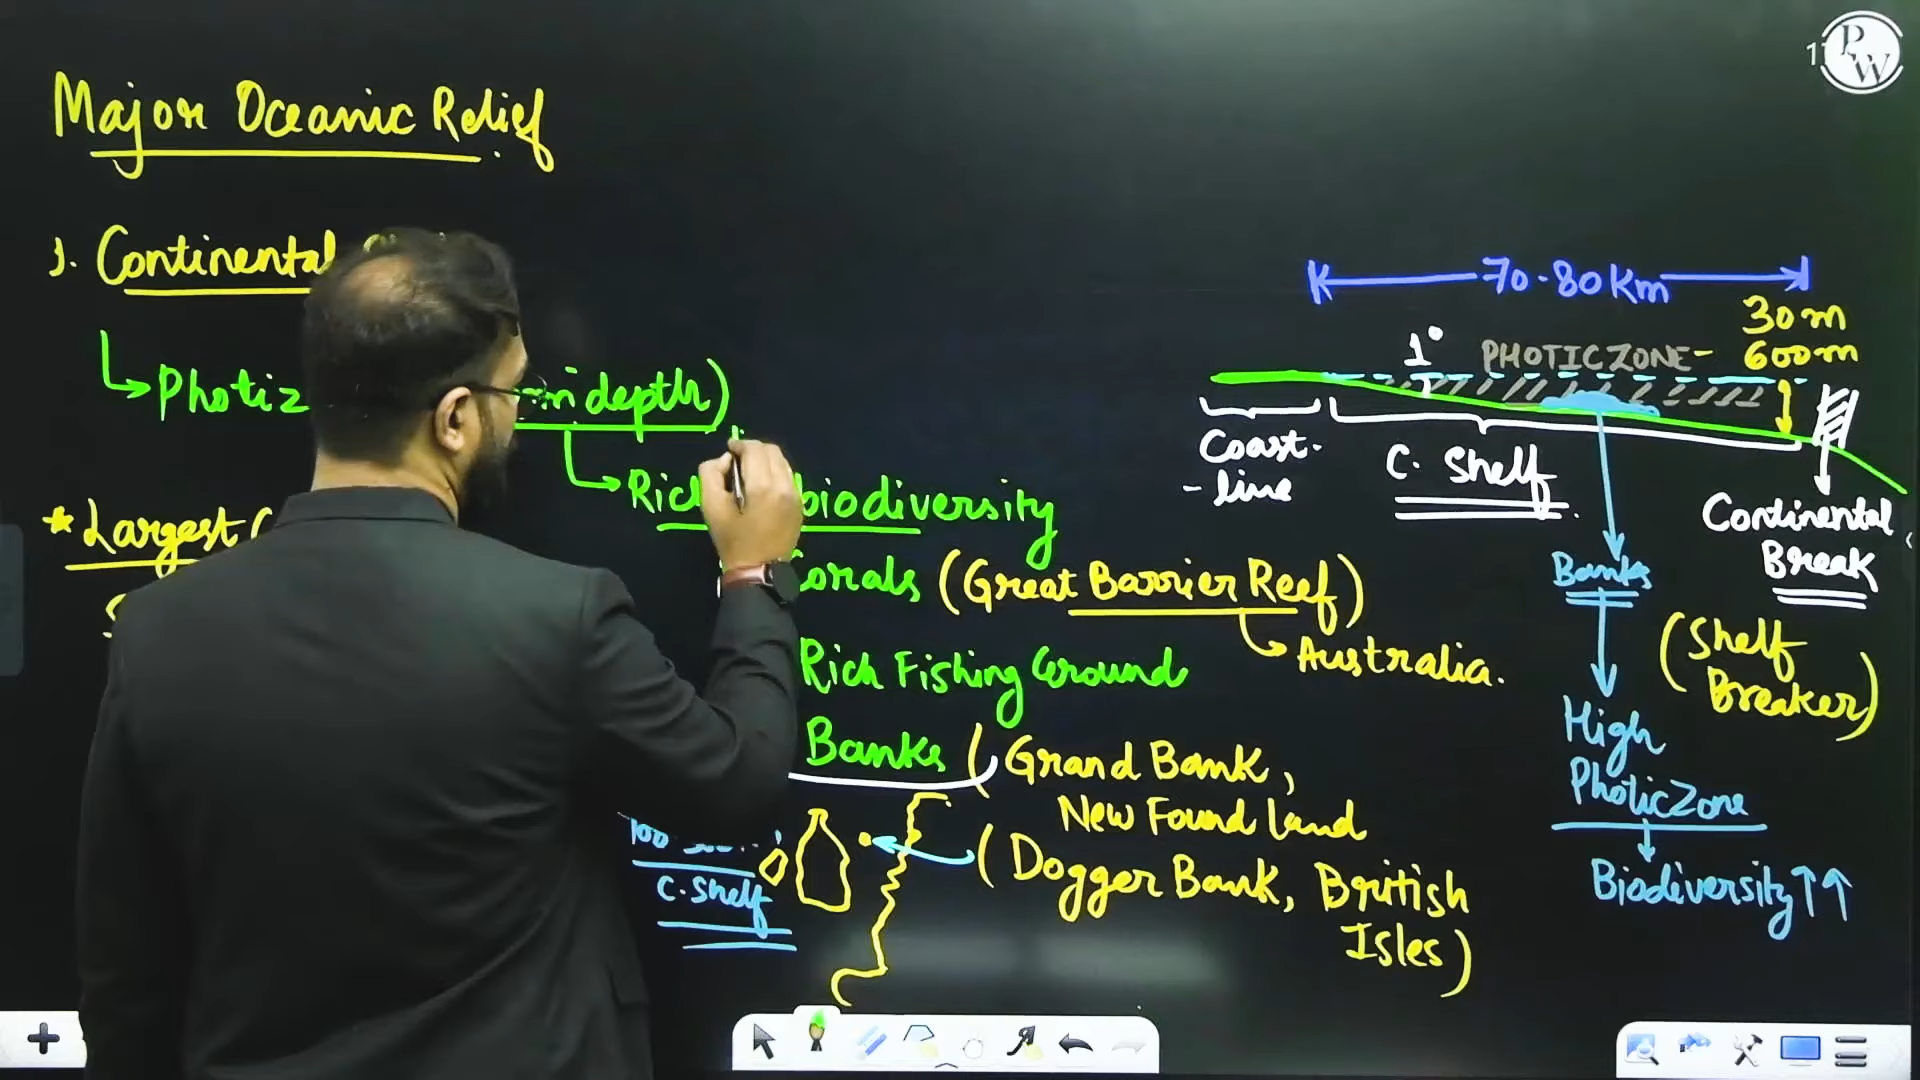 PW
Major Oceanic Relief
1. Continental
Photiz
in depth)
biodiversity
Corals (Great Barrier Reef)
Australia.
Rich Fishing Ground
Banks (Grand Bank,
New Found Land
(Dogger Bank, British
Isles)
* Largest
C. Shelf
70-80 Km
30m
600m
1°
PHOTIC ZONE-
Coast-
-line
C. Shelf
Continental
Break
(Shelf
Breaker)
Banks
High
Photic Zone
Biodiversity ↑↑